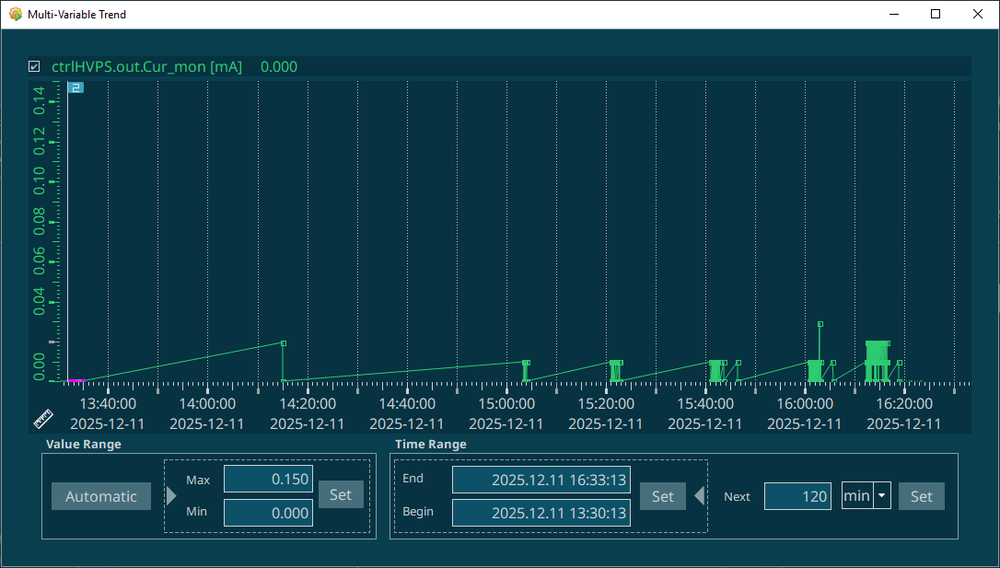 Multi-Variable Trend
ctrlHVPS.out.Cur_mon [mA] 0.000
2
0.14
0.12
0.10
0.08
0.06
0.04
0.00
13:40:00 14:00:00 14:20:00 14:40:00 15:00:00 15:20:00 15:40:00 16:00:00 16:20:00
2025-12-11 2025-12-11 2025-12-11 2025-12-11 2025-12-11 2025-12-11 2025-12-11 2025-12-11 2025-12-11
Value Range
Automatic
Max 0.150
Min 0.000
Set
Time Range
End 2025.12.11 16:33:13
Begin 2025.12.11 13:30:13
Set
Next 120 min Set